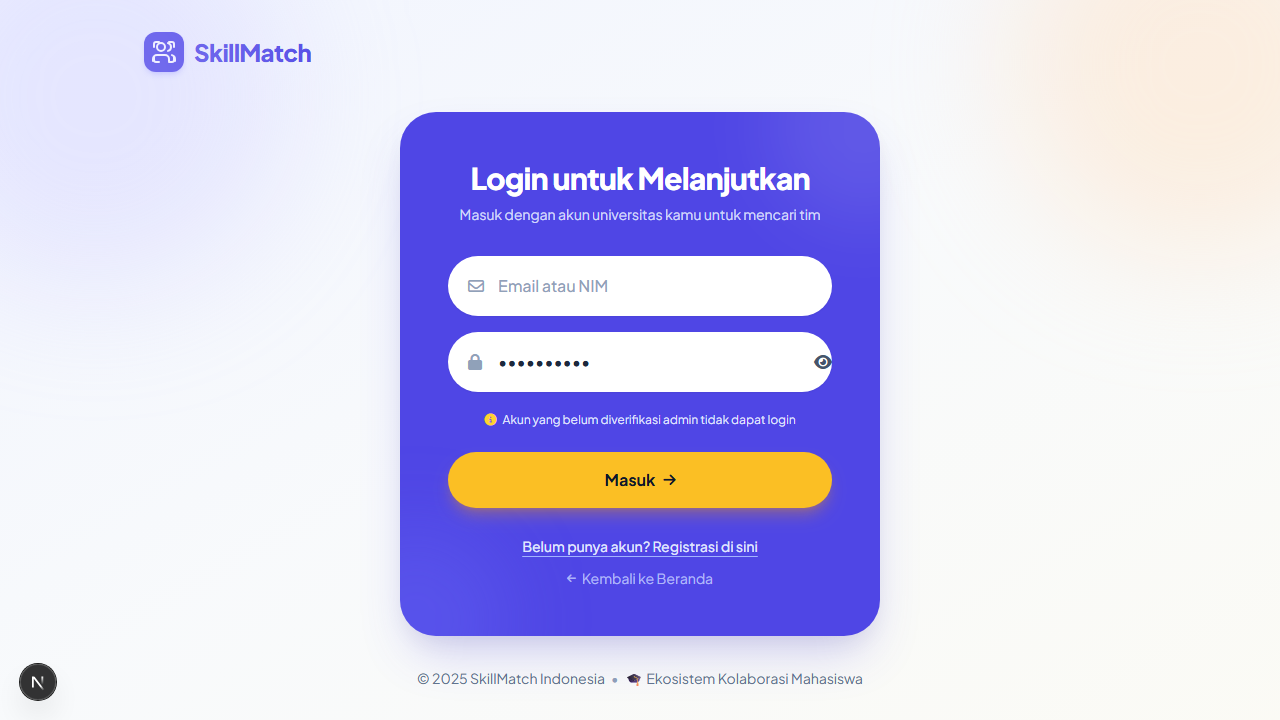 SkillMatch
Login untuk Melanjutkan
Masuk dengan akun universitas kamu untuk mencari tim
Email atau NIM
••••••••••
Akun yang belum diverifikasi admin tidak dapat login
Masuk →
Belum punya akun? Registrasi di sini
← Kembali ke Beranda
© 2025 SkillMatch Indonesia • 🎓 Ekosistem Kolaborasi Mahasiswa
N